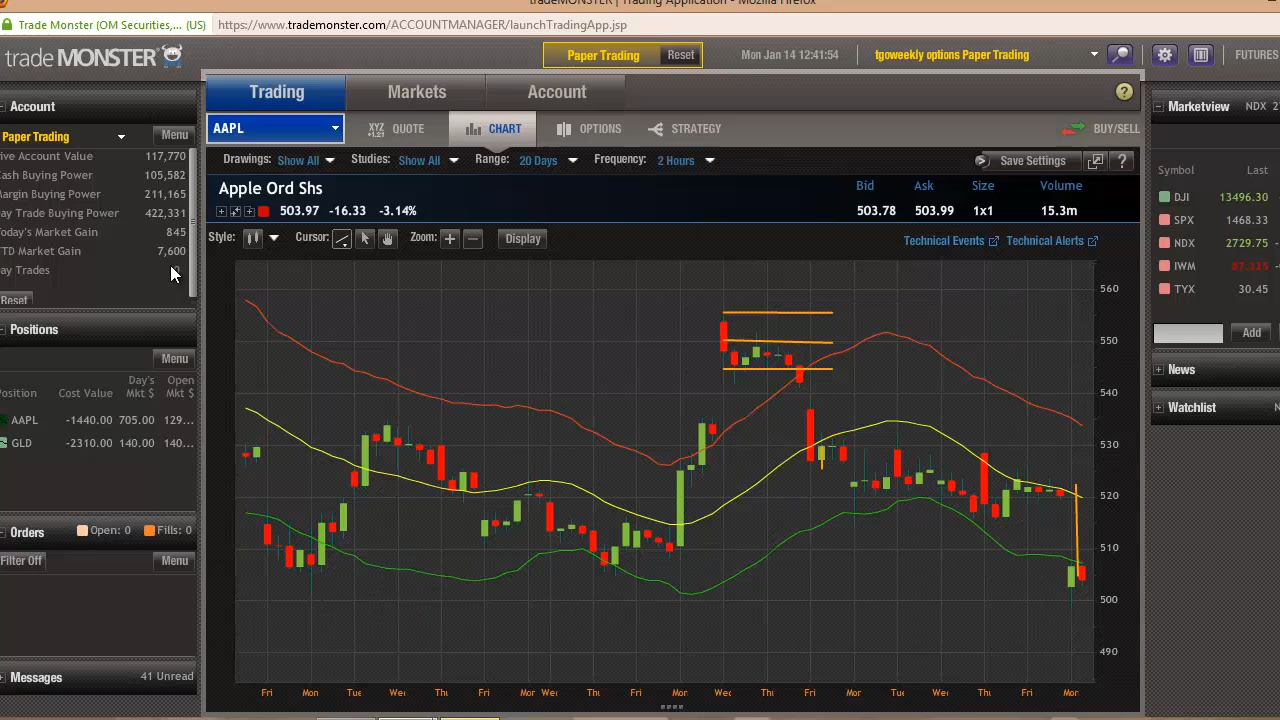 tradeMONSTER | Trading Application - Mozilla Firefox
Trade Monster (OM Securities,... (US)
https://www.trademonster.com/ACCOUNTMANAGER/launchTradingApp.jsp
trade MONSTER
Paper Trading Reset
Mon Jan 14 12:41:54
tgoweekly options Paper Trading
FUTURES
Account
Paper Trading Menu
ive Account Value 117,770
Cash Buying Power 105,582
Margin Buying Power 211,165
ay Trade Buying Power 422,331
oday's Market Gain 845
TD Market Gain 7,600
ay Trades
Reset
Positions
Menu
osition Cost Value Day's Mkt $ Open Mkt $
AAPL -1440.00 705.00 129...
GLD -2310.00 140.00 140...
Orders Open: 0 Fills: 0
Filter Off Menu
Messages 41 Unread
Trading Markets Account
?
AAPL
XYZ +1.23 QUOTE CHART OPTIONS STRATEGY BUY/SELL
Drawings: Show All Studies: Show All Range: 20 Days Frequency: 2 Hours Save Settings ?
Apple Ord Shs
503.97 -16.33 -3.14%
Bid Ask Size Volume
503.78 503.99 1x1 15.3m
Style: Cursor: Zoom: Display
Technical Events Technical Alerts
560
550
540
530
520
510
500
490
Fri Mon Tue Wed Thu Fri Mon Wed Thu Fri Mon Wed Thu Fri Mon Tue Wed Thu Fri Mon
Marketview NDX 2
Symbol Last
DJI 13496.30
SPX 1468.33
NDX 2729.75
IWM 87.325
TYX 30.45
Add
News
Watchlist N